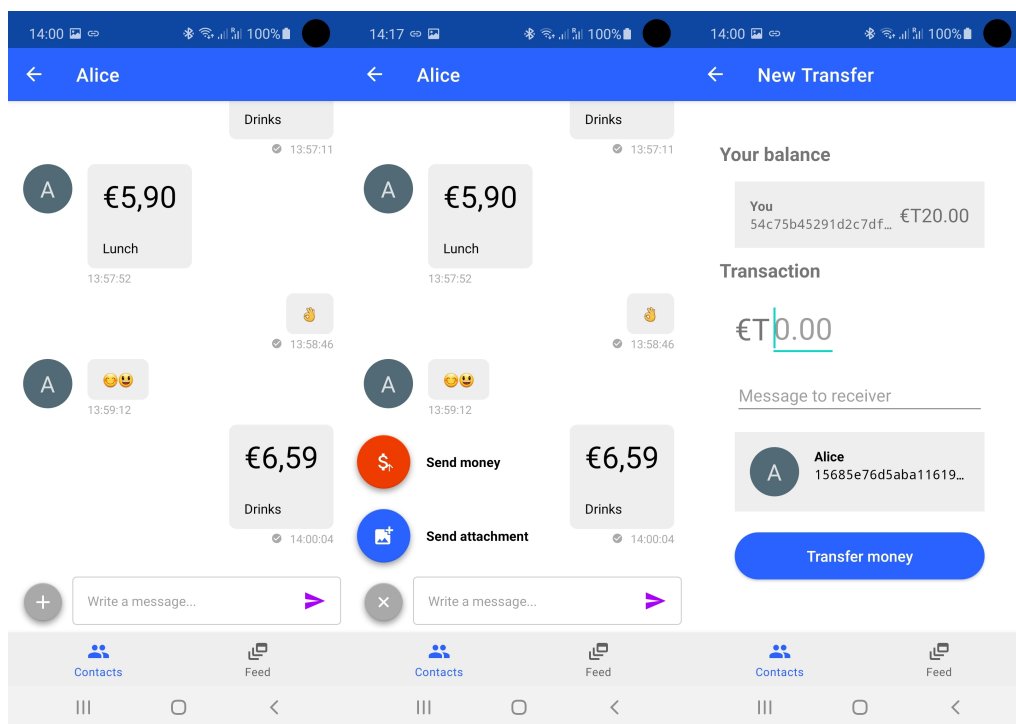 14:00 100%
Alice
Drinks
13:57:11
A
€5,90
Lunch
13:57:52
👌
13:58:46
A
😊😃
13:59:12
€6,59
Drinks
14:00:04
Write a message...
Contacts
Feed
14:17 100%
Alice
Drinks
13:57:11
A
€5,90
Lunch
13:57:52
👌
13:58:46
A
😊😃
13:59:12
€6,59
Send money
Drinks
Send attachment
14:00:04
Write a message...
Contacts
Feed
14:00 100%
New Transfer
Your balance
You
54c75b45291d2c7df… €T20.00
Transaction
€T 0.00
Message to receiver
A
Alice
15685e76d5aba11619…
Transfer money
Contacts
Feed